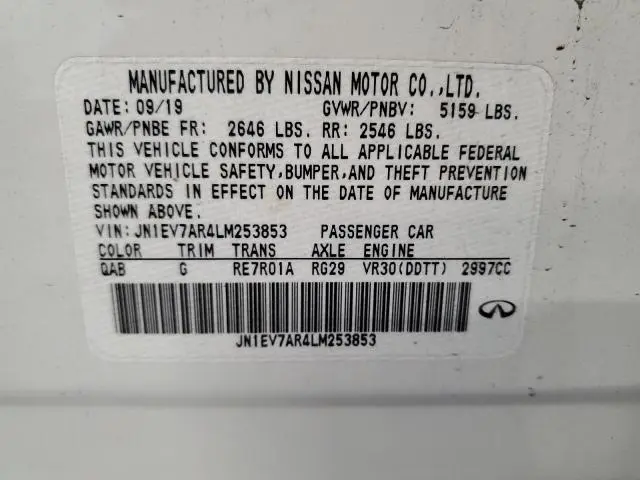 MANUFACTURED BY NISSAN MOTOR CO.,LTD.
DATE: 09/19 GVWR/PNBV: 5159 LBS.
GAWR/PNBE FR: 2646 LBS. RR: 2546 LBS.
THIS VEHICLE CONFORMS TO ALL APPLICABLE FEDERAL
MOTOR VEHICLE SAFETY,BUMPER,AND THEFT PREVENTION
STANDARDS IN EFFECT ON THE DATE OF MANUFACTURE
SHOWN ABOVE.
VIN:JN1EV7AR4LM253853 PASSENGER CAR
COLOR TRIM TRANS AXLE ENGINE
QAB G RE7R01A RG29 VR30(DDTT) 2997CC
JN1EV7AR4LM253853